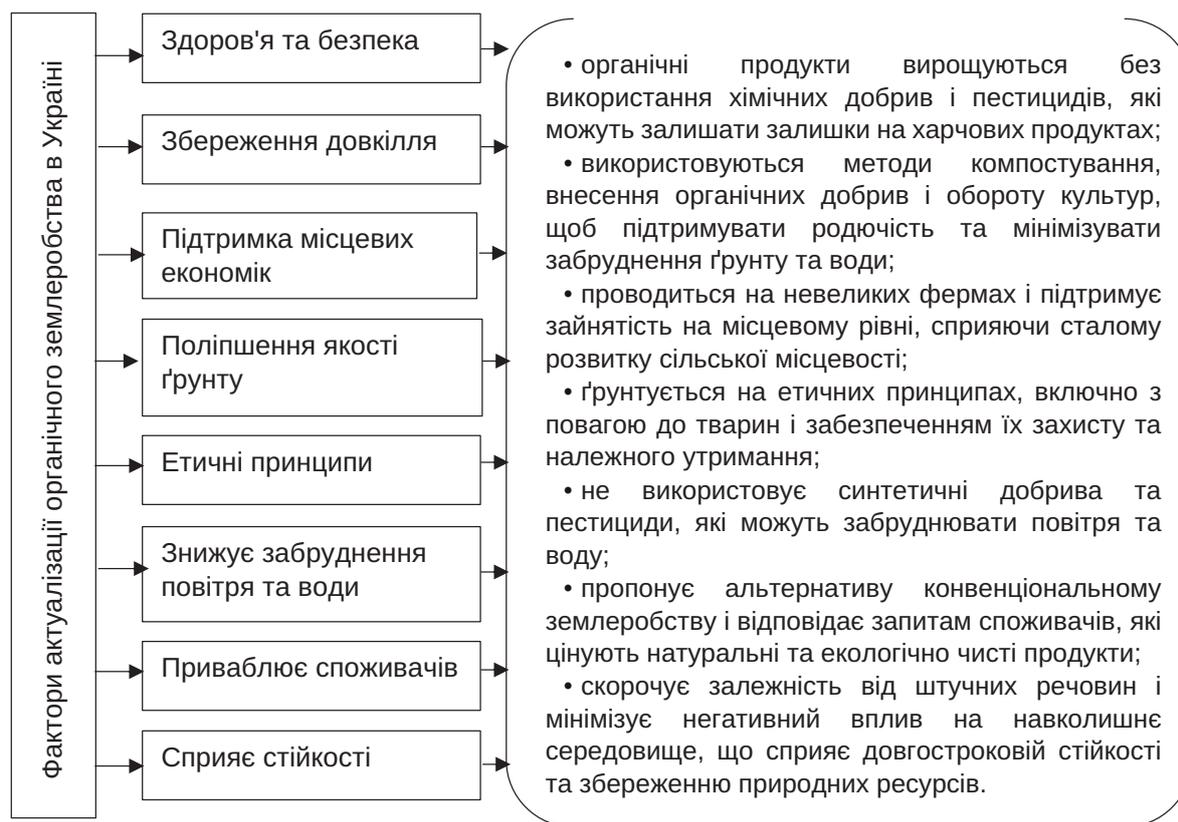 Фактори актуалізації органічного землеробства в Україні
Здоров'я та безпека
Збереження довкілля
Підтримка місцевих
економік
Поліпшення якості
ґрунту
Етичні принципи
Знижує забруднення
повітря та води
Приваблює споживачів
Сприяє стійкості
• органічні продукти вирощуються без
використання хімічних добрив і пестицидів, які
можуть залишати залишки на харчових продуктах;
• використовуються методи компостування,
внесення органічних добрив і обороту культур,
щоб підтримувати родючість та мінімізувати
забруднення ґрунту та води;
• проводиться на невеликих фермах і підтримує
зайнятість на місцевому рівні, сприяючи сталому
розвитку сільської місцевості;
• ґрунтується на етичних принципах, включно з
повагою до тварин і забезпеченням їх захисту та
належного утримання;
• не використовує синтетичні добрива та
пестициди, які можуть забруднювати повітря та
воду;
• пропонує альтернативу конвенціональному
землеробству і відповідає запитам споживачів, які
цінують натуральні та екологічно чисті продукти;
• скорочує залежність від штучних речовин і
мінімізує негативний вплив на навколишнє
середовище, що сприяє довгостроковій стійкості
та збереженню природних ресурсів.